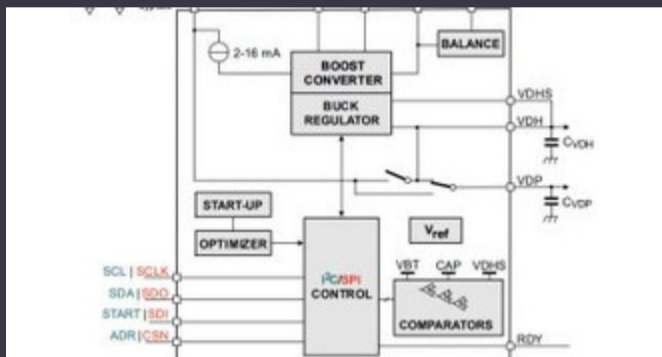 2-16 mA
BALANCE
BOOST
CONVERTER
BUCK
REGULATOR
VDHS
VDH
CVDH
VDP
CVDP
START-UP
OPTIMIZER
Vref
SCL | SCLK
SDA | SDO
START | SDI
ADR | CSN
I²C/SPI
CONTROL
VBT CAP VDHS
COMPARATORS
RDY